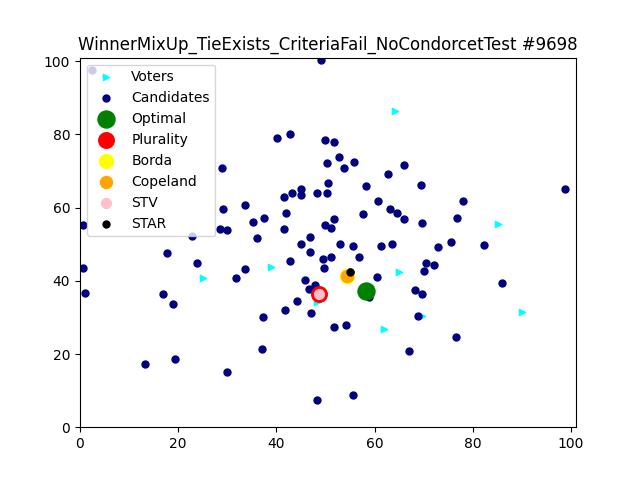 WinnerMixUp_TieExists_CriteriaFail_NoCondorcetTest #9698
100
80
60
40
20
0
Voters
Candidates
Optimal
Plurality
Borda
Copeland
STV
STAR
0 20 40 60 80 100